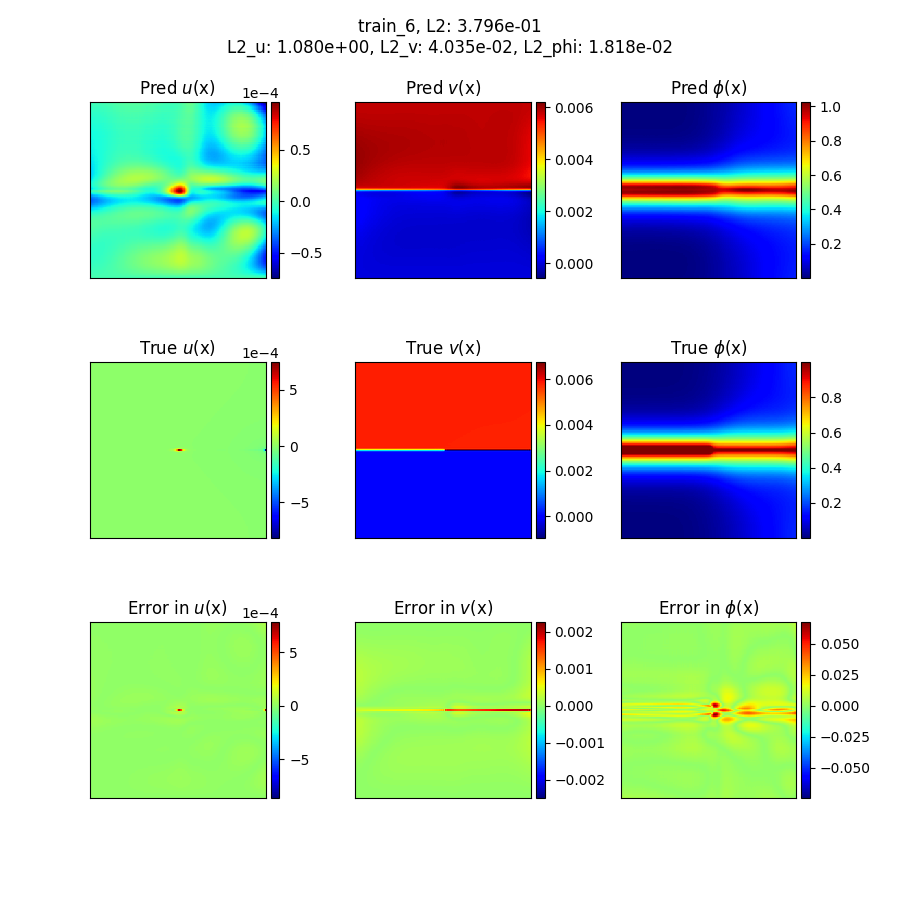 train_6, L2: 3.796e-01
L2_u: 1.080e+00, L2_v: 4.035e-02, L2_phi: 1.818e-02
Pred u(x)
1e−4
0.5
0.0
−0.5
Pred v(x)
0.006
0.004
0.002
0.000
Pred ϕ(x)
1.0
0.8
0.6
0.4
0.2
True u(x)
1e−4
5
0
−5
True v(x)
0.006
0.004
0.002
0.000
True ϕ(x)
0.8
0.6
0.4
0.2
Error in u(x)
1e−4
5
0
−5
Error in v(x)
0.002
0.001
0.000
−0.001
−0.002
Error in ϕ(x)
0.050
0.025
0.000
−0.025
−0.050